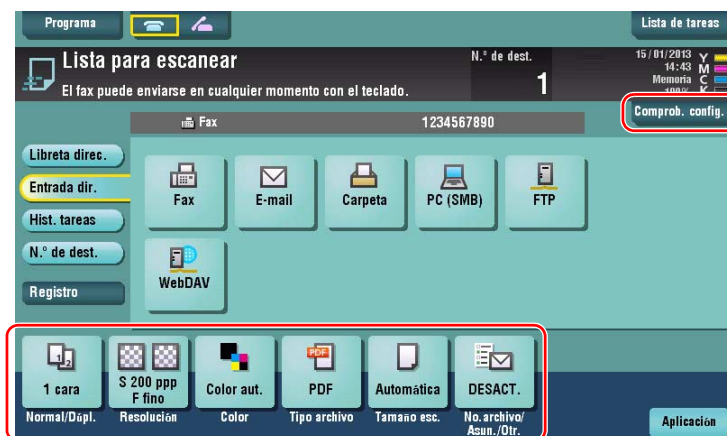 Programa
Lista de tareas
Lista para escanear
El fax puede enviarse en cualquier momento con el teclado.
N.° de dest.
1
15/01/2013
14:43
Memoria
100%
Y
M
C
K
Comprob. config.
Fax
1234567890
Libreta direc.
Entrada dir.
Hist. tareas
N.° de dest.
Registro
Fax
E-mail
Carpeta
PC (SMB)
FTP
WebDAV
1 cara
S 200 ppp
F fino
Color aut.
PDF
PDF
Automática
DESACT.
Normal/Dúpl.
Resolución
Color
Tipo archivo
Tamaño esc.
No.archivo/
Asun./Otr.
Aplicación